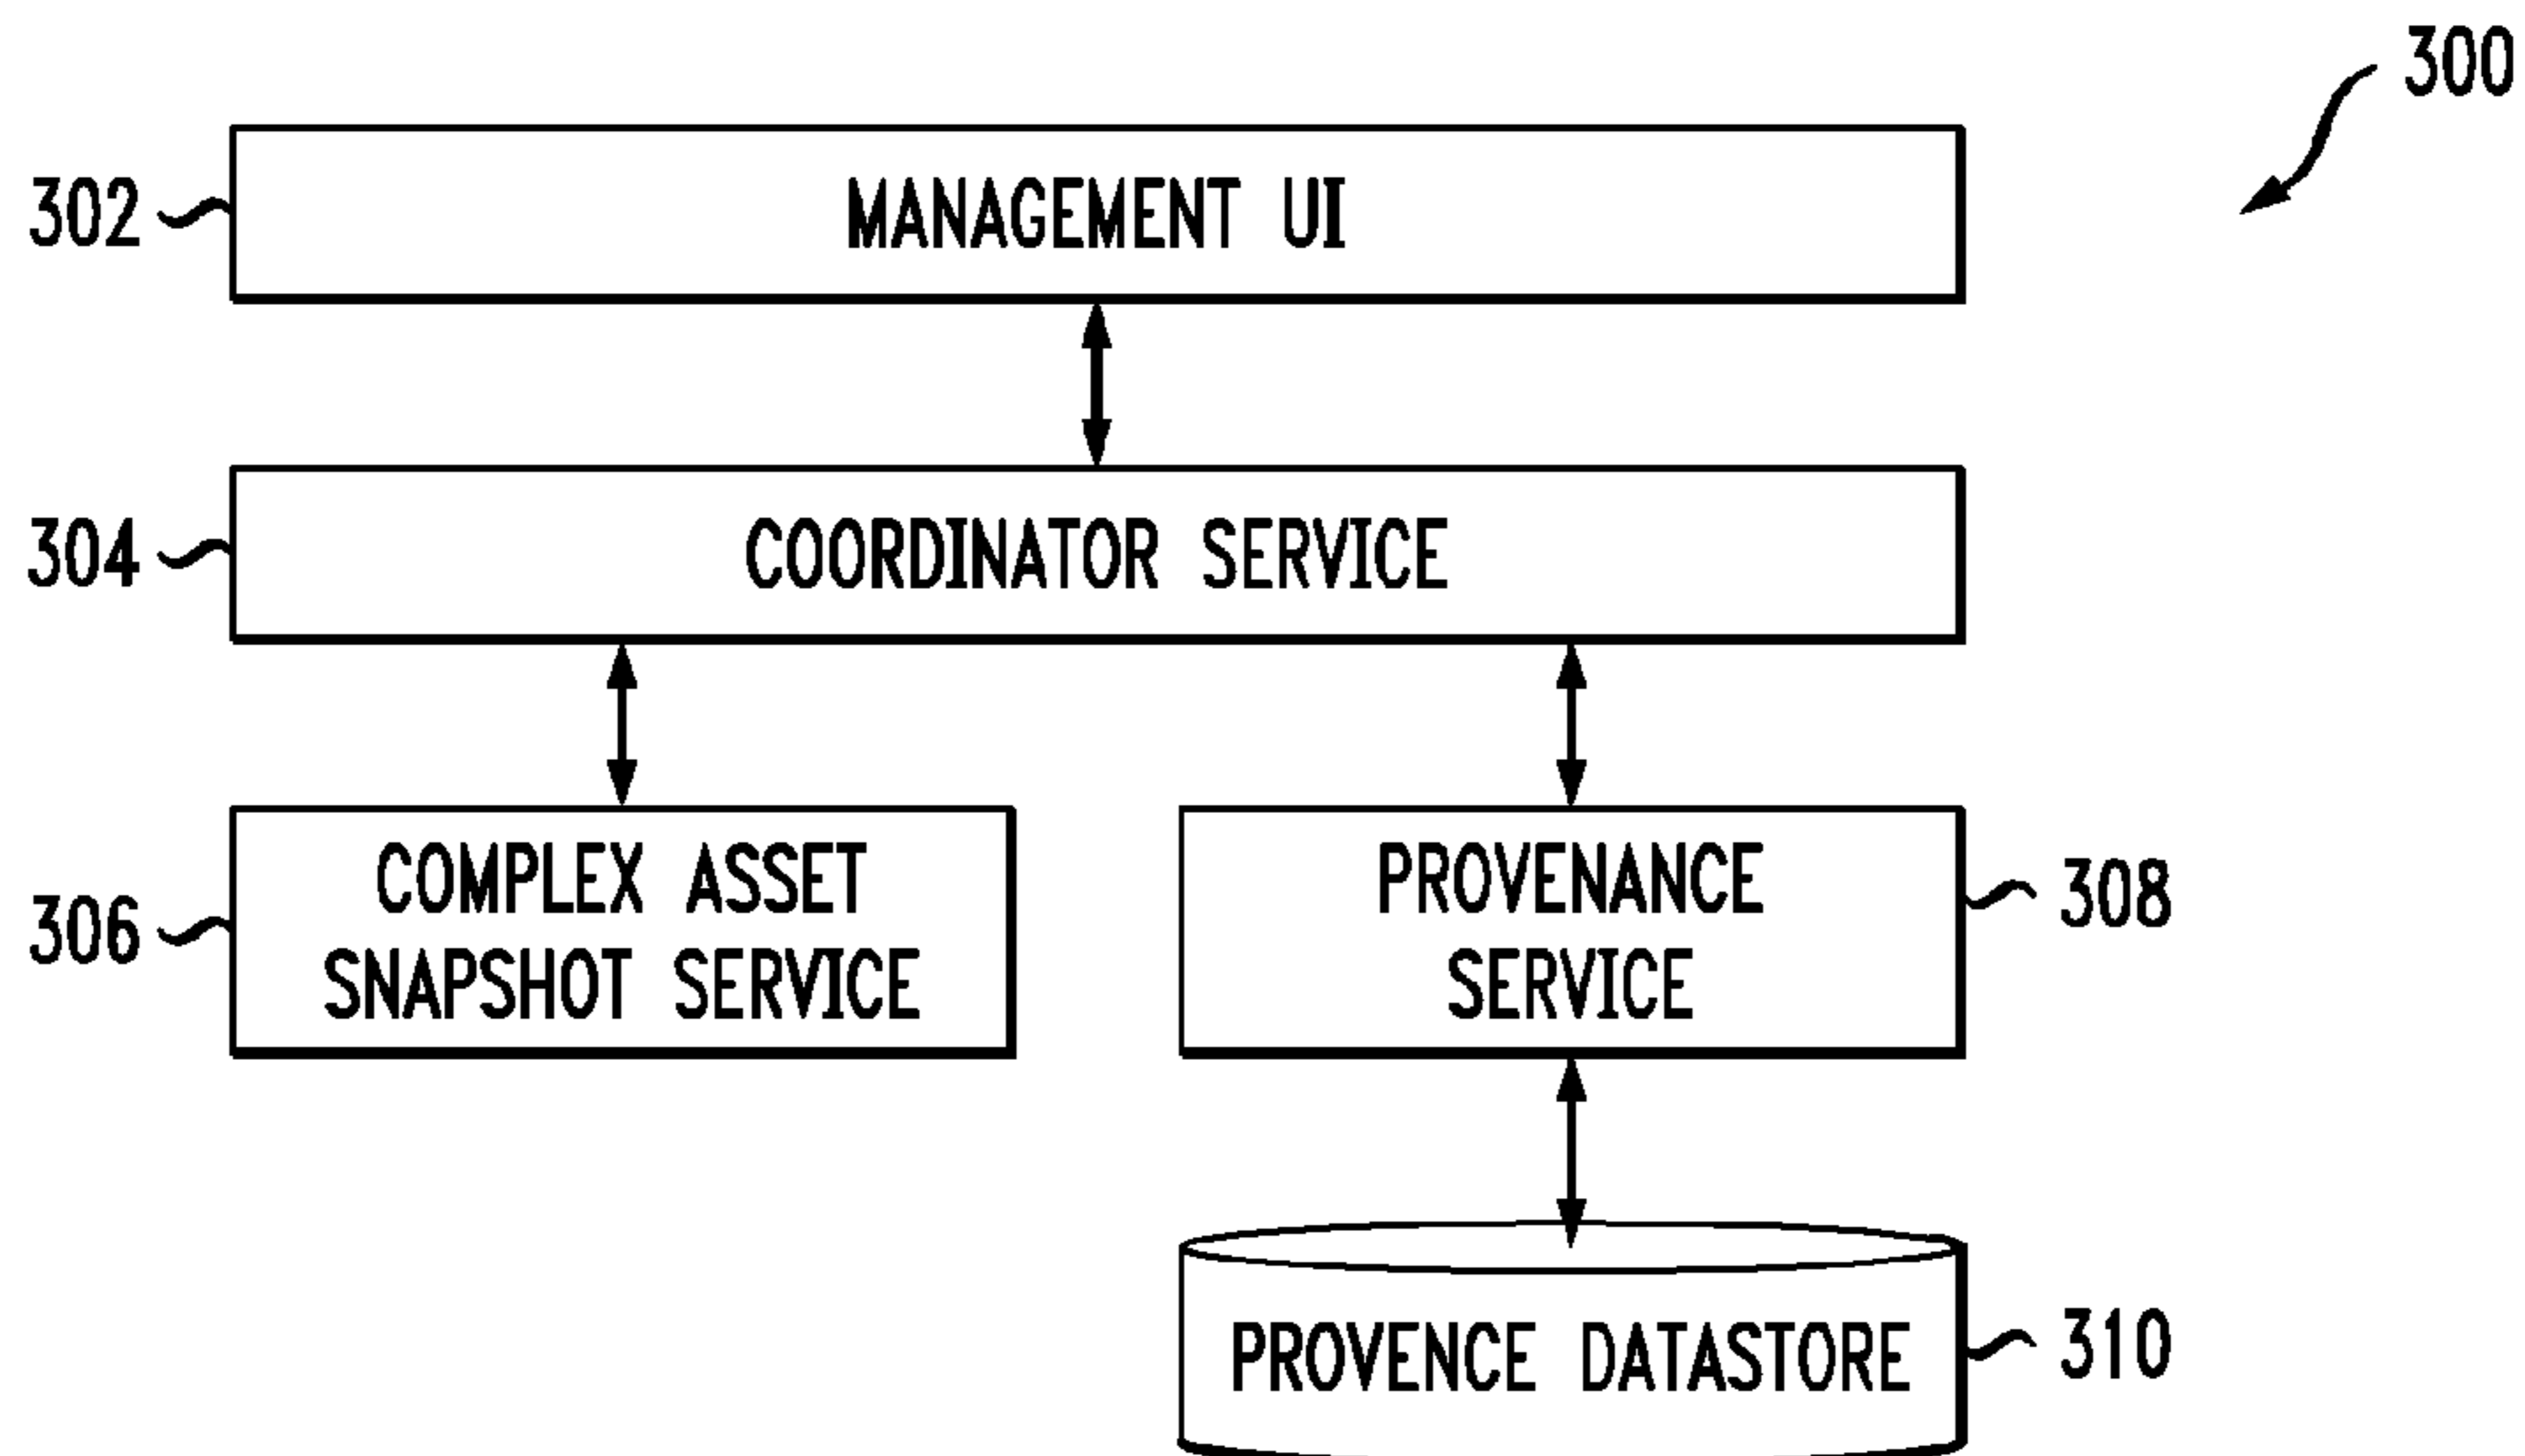 300
302
MANAGEMENT UI
304
COORDINATOR SERVICE
306
COMPLEX ASSET
SNAPSHOT SERVICE
PROVENANCE
SERVICE
308
PROVENCE DATASTORE
310